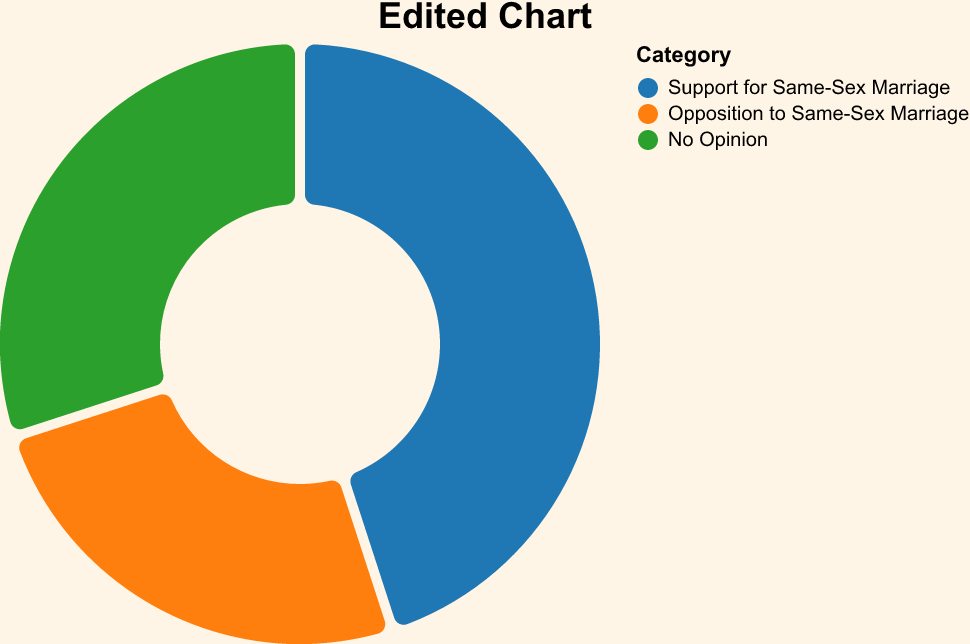 Edited Chart
Category
Support for Same-Sex Marriage
Opposition to Same-Sex Marriage
No Opinion